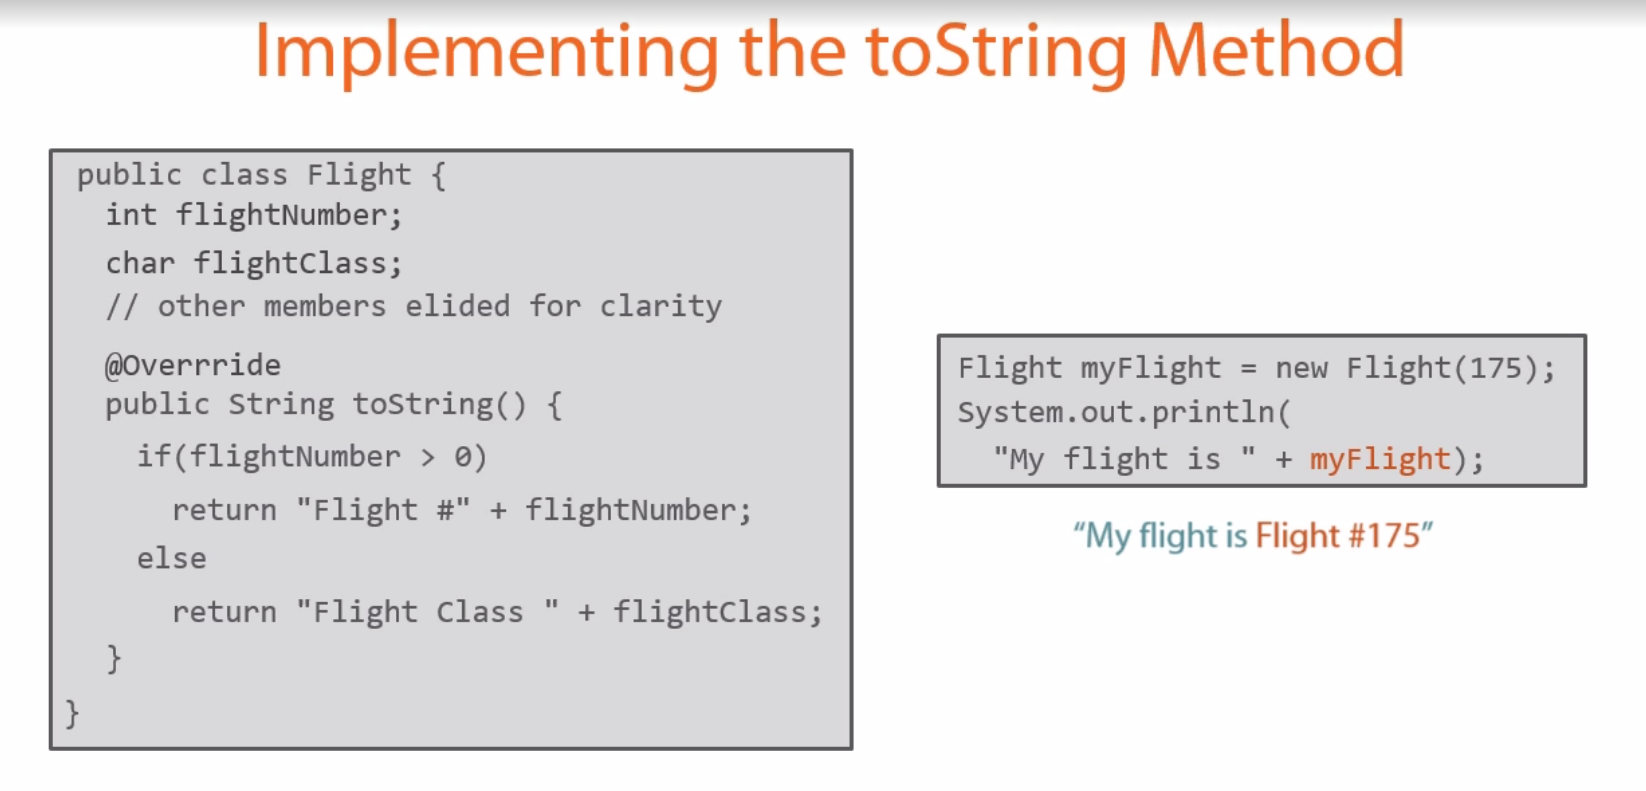 Implementing the toString Method
public class Flight {
int flightNumber;
char flightClass;
// other members elided for clarity
@Overrride
public String toString() {
if(flightNumber > 0)
return "Flight #" + flightNumber;
else
return "Flight Class " + flightClass;
}
}
Flight myFlight = new Flight(175);
System.out.println(
"My flight is " + myFlight);
“My flight is Flight #175”